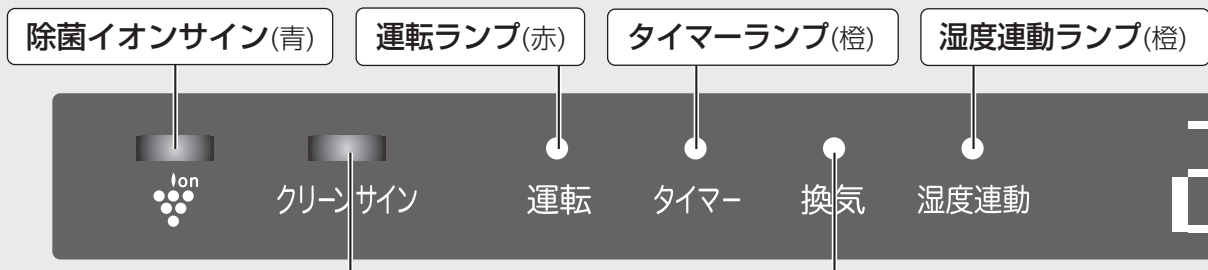 除菌イオンサイン(青)
運転ランプ(赤)
タイマーランプ(橙)
湿度連動ランプ(橙)
ion
クリーンサイン
運転
タイマー
換気
湿度連動